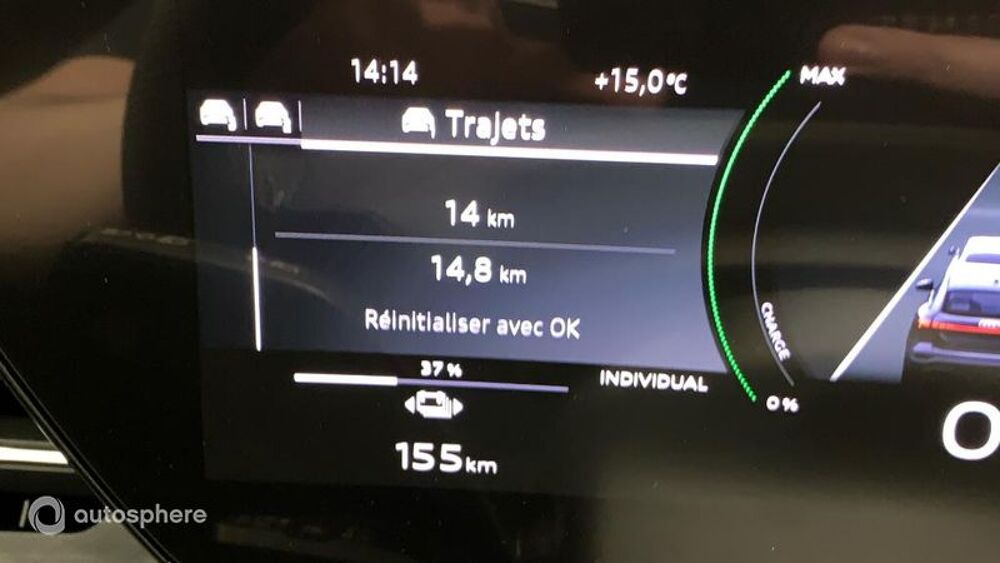 14:14
+15,0°C
MAX
Trajets
14 km
14,8 km
Réinitialiser avec OK
CHARGE
37 %
INDIVIDUAL
0 %
0
155 km
autosphere